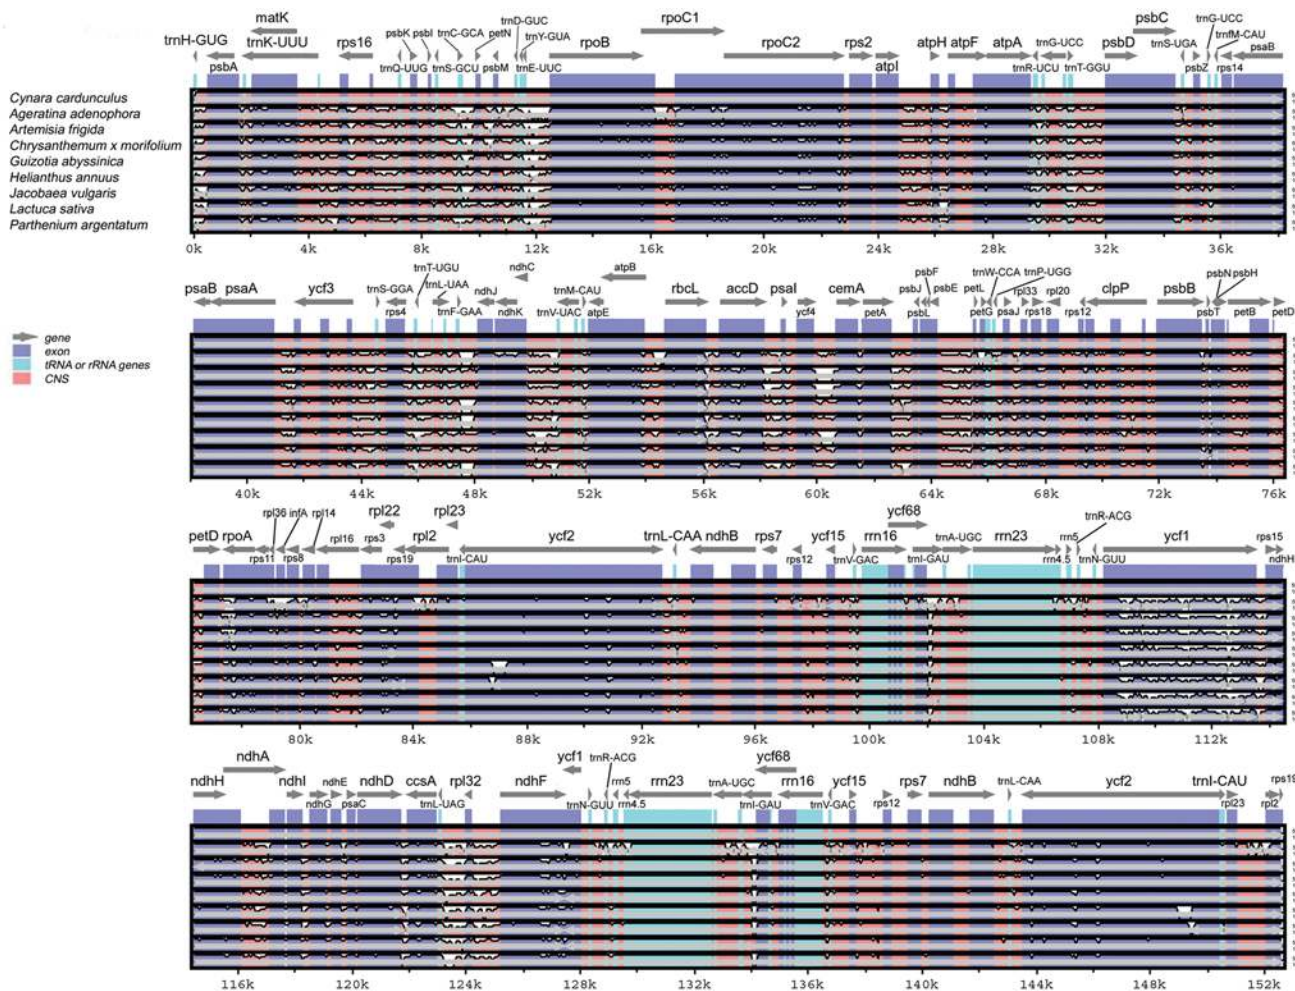 matK
rpoC1
psbC
trnD-GUC
trnG-UCC
psbK psbI trnC-GCA petN trnY-GUA
trnS-UGA trnfM-CAU
trnH-GUG trnK-UUU rps16 rpoB rpoC2 rps2 atpH atpF atpA trnG-UCC psbD psaB
psbA trnQ-UUG trnS-GCU psbM trnE-UUC atpI trnR-UCU trnT-GGU psbZ rps14
Cynara cardunculus
Ageratina adenophora
Artemisia frigida
Chrysanthemum x morifolium
Guizotia abyssinica
Helianthus annuus
Jacobaea vulgaris
Lactuca sativa
Parthenium argentatum
0k 4k 8k 12k 16k 20k 24k 28k 32k 36k
ndhC
trnT-UGU atpB psbF trnW-CCA trnP-UGG psbN psbH
trnS-GGA trnL-UAA ndhJ trnM-CAU psbJ psbE petL rpl33 rpl20
psaB psaA ycf3 rbcL accD psaI cemA clpP psbB
rps4 trnF-GAA ndhK trnV-UAC atpE ycf4 petA psbL petG psaJ rps18 rps12 psbT petB petD
gene
exon
tRNA or rRNA genes
CNS
40k 44k 48k 52k 56k 60k 64k 68k 72k 76k
rpl36 infA rpl14 rpl22 rpl23 ycf68
trnR-ACG
petD rpoA rpl16 rps3 rpl2 ycf2 trnL-CAA ndhB rps7 ycf15 rrn16 trnA-UGC rrn23 rrn5 ycf1 rps15
rps11 rps8 rps19 trnI-CAU rps12 trnV-GAC trnI-GAU rrn4.5 trnN-GUU ndhH
80k 84k 88k 92k 96k 100k 104k 108k 112k
ndhA ycf1 trnR-ACG ycf68
ndhH ndhI ndhE ndhD ccsA rpl32 ndhF rrn5 rrn23 trnA-UGC rrn16 ycf15 rps7 ndhB trnL-CAA ycf2 trnI-CAU rps19
ndhG psaC trnL-UAG trnN-GUU rrn4.5 trnI-GAU trnV-GAC rps12 rpl23 rpl2
116k 120k 124k 128k 132k 136k 140k 144k 148k 152k